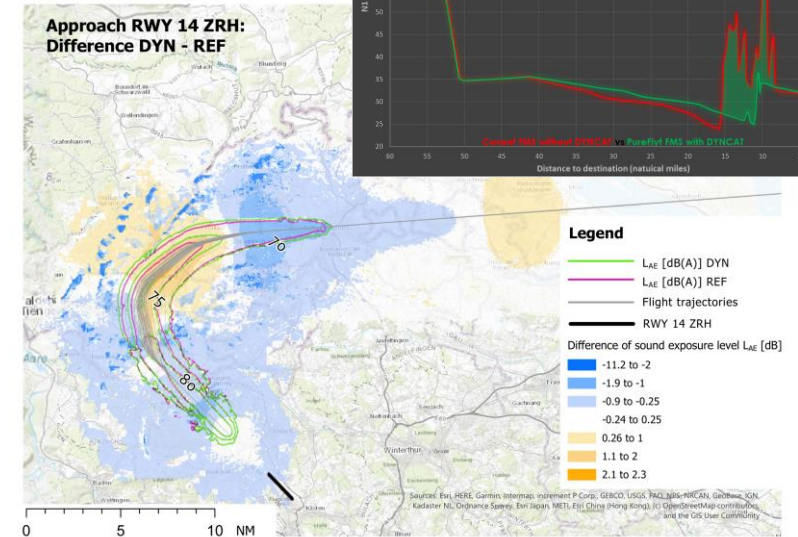 Approach RWY 14 ZRH:
Difference DYN - REF
N1
50
45
40
35
30
25
20
Current FMS without DYNCAT vs PureFlyt FMS with DYNCAT
60 55 50 45 40 35 30 25 20 15 10
Distance to destination (natuical miles)
70
75
80
Winterthur
Legend
LAE [dB(A)] DYN
LAE [dB(A)] REF
Flight trajectories
RWY 14 ZRH
Difference of sound exposure level LAE [dB]
-11.2 to -2
-1.9 to -1
-0.9 to -0.25
-0.24 to 0.25
0.26 to 1
1.1 to 2
2.1 to 2.3
Sources: Esri, HERE, Garmin, Intermap, increment P Corp., GEBCO, USGS, FAO, NPS, NRCAN, GeoBase, IGN,
Kadaster NL, Ordnance Survey, Esri Japan, METI, Esri China (Hong Kong), (c) OpenStreetMap contributors,
and the GIS User Community
0 5 10 NM